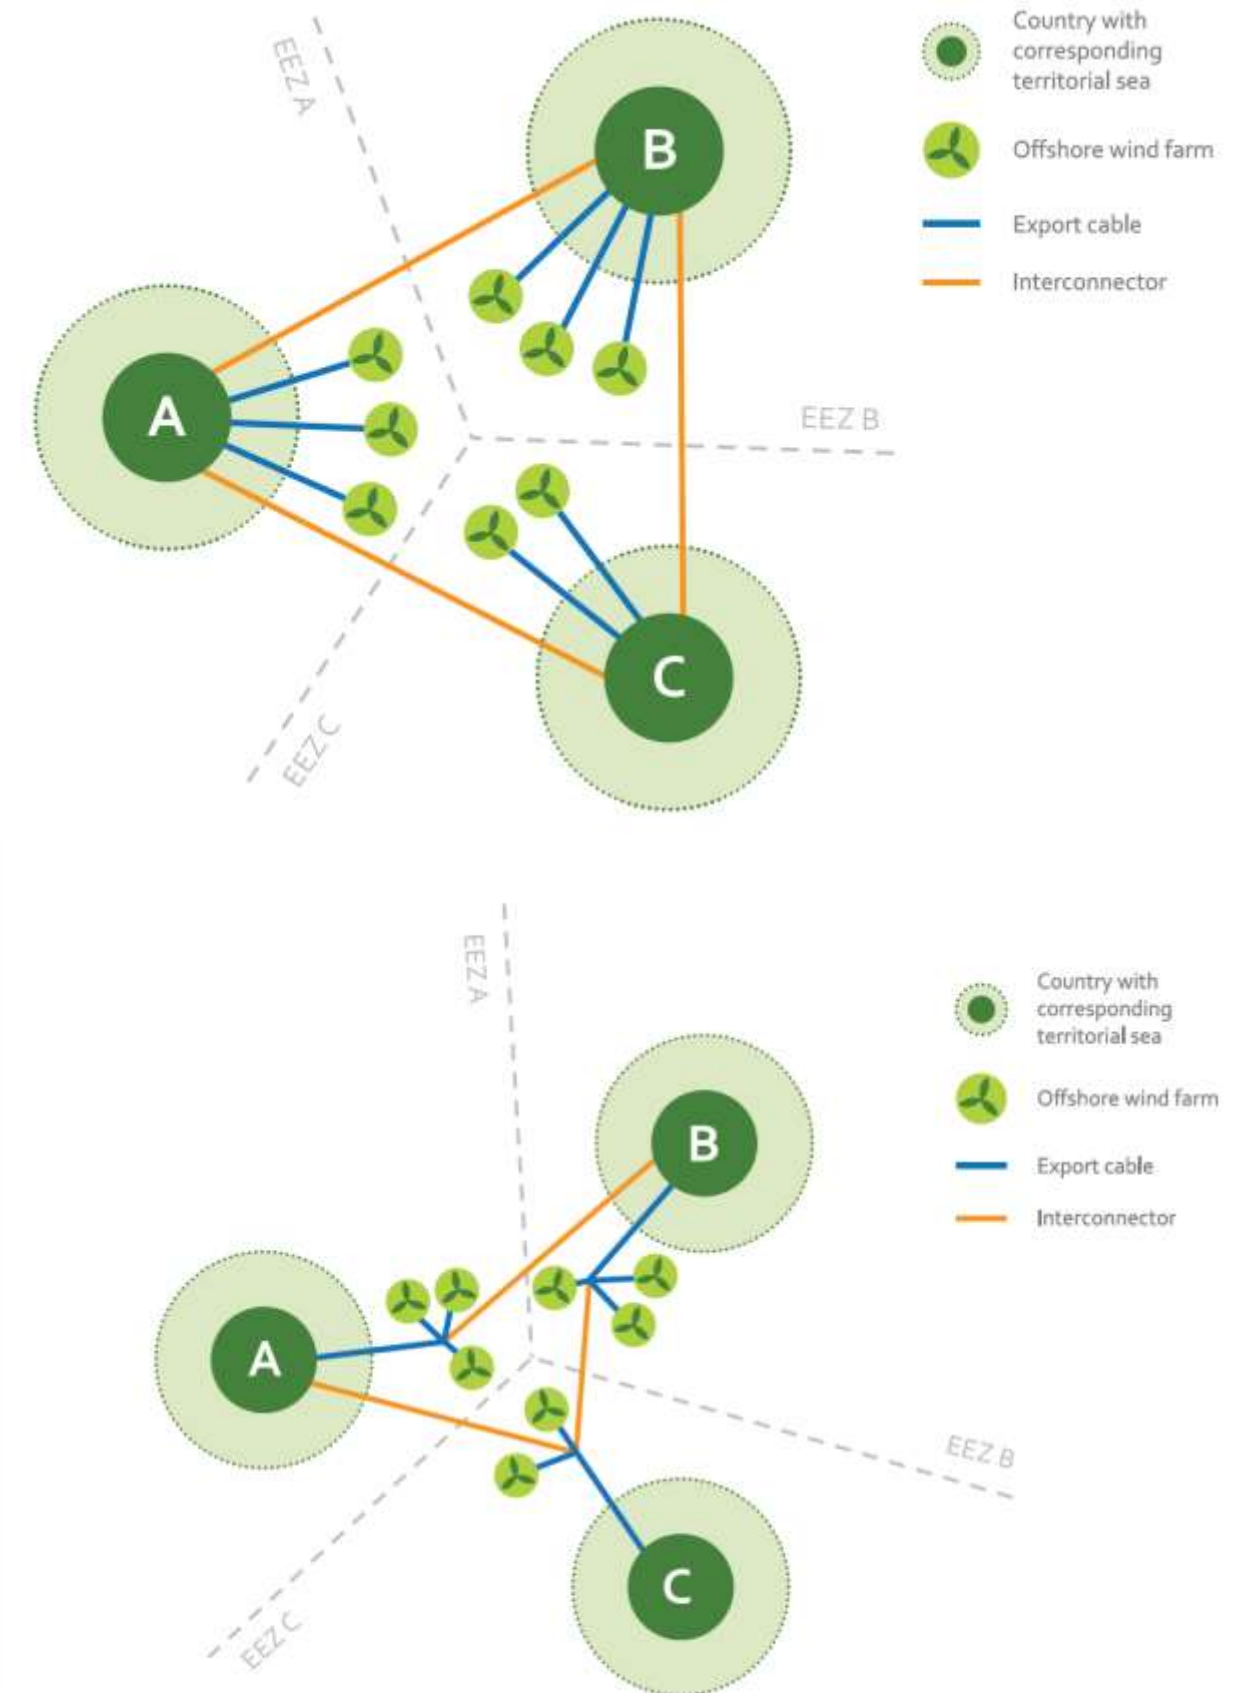 EEZ A
B
A
EEZ B
C
EEZ C
Country with
corresponding
territorial sea
Offshore wind farm
Export cable
Interconnector
EEZ A
B
A
EEZ B
C
EEZ C
Country with
corresponding
territorial sea
Offshore wind farm
Export cable
Interconnector